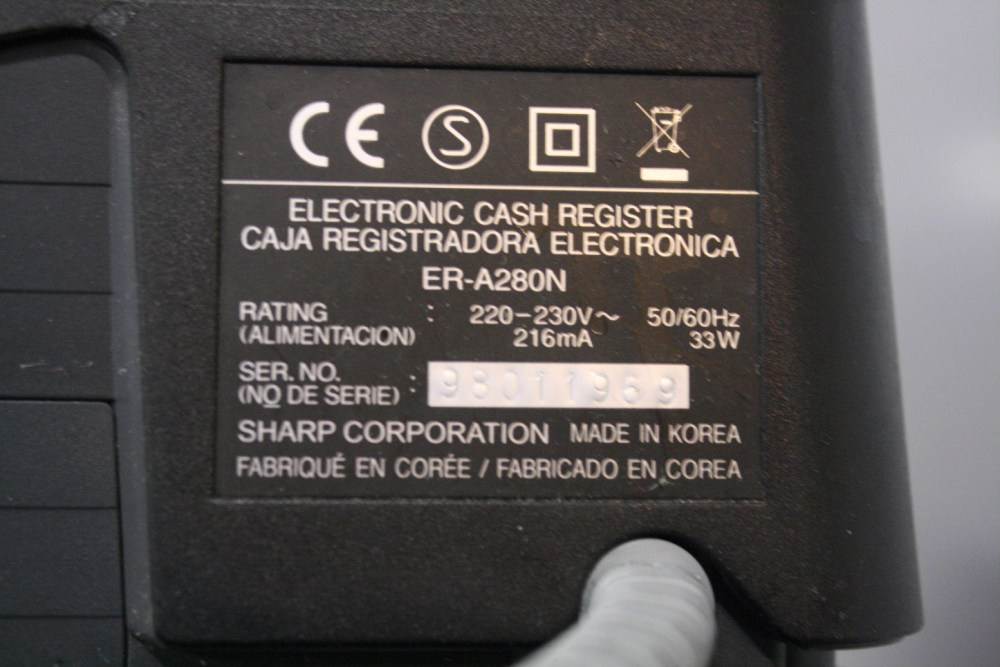 CE S
ELECTRONIC CASH REGISTER
CAJA REGISTRADORA ELECTRONICA
ER-A280N
RATING : 220-230V~ 50/60Hz
(ALIMENTACION) 216mA 33W
SER. NO.
(NO DE SERIE) : 98011969
SHARP CORPORATION MADE IN KOREA
FABRIQUÉ EN CORÉE / FABRICADO EN COREA